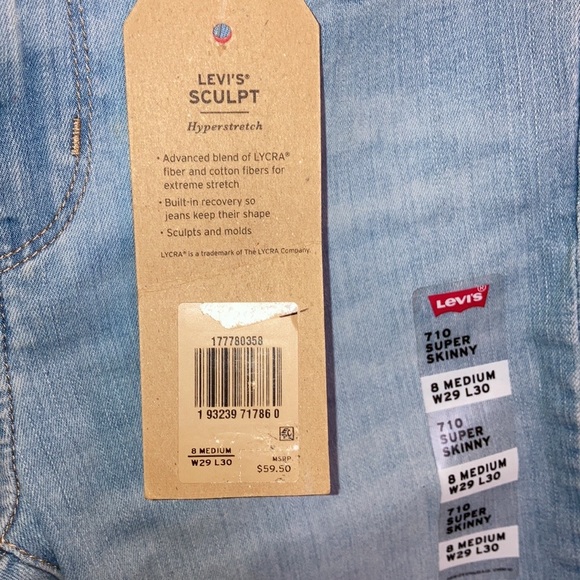 LEVI'S®
SCULPT
Hyperstretch
• Advanced blend of LYCRA®
fiber and cotton fibers for
extreme stretch
• Built-in recovery so
jeans keep their shape
• Sculpts and molds
LYCRA® is a trademark of The LYCRA Company.
177780358
1 93239 71786 0
8 MEDIUM
W29 L30
MSRP
$59.50
Levi's®
710
SUPER
SKINNY
8 MEDIUM
W29 L30
710
SUPER
SKINNY
8 MEDIUM
W29 L30
710
SUPER
SKINNY
8 MEDIUM
W29 L30